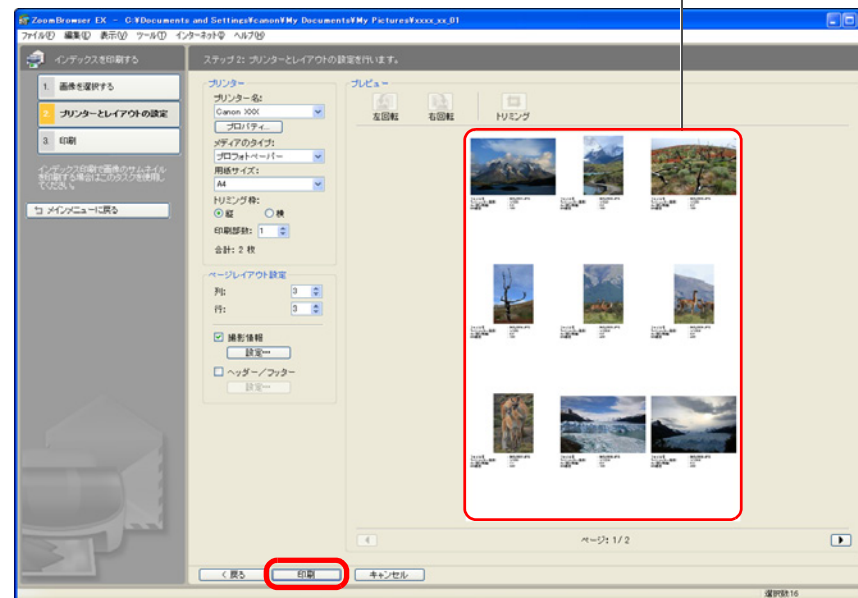 ZoomBrowser EX - C:¥Documents and Settings¥canon¥My Documents¥My Pictures¥xxxx_xx_01
ファイル(F) 編集(E) 表示(V) ツール(T) インターネット(I) ヘルプ(H)
インデックスを印刷する
ステップ 2: プリンターとレイアウトの設定を行います。
1. 画像を選択する
2. プリンターとレイアウトの設定
3. 印刷
インデックス印刷で画像のサムネイル
を印刷する場合はこのタスクを使用し
てください。
メインメニューに戻る
プリンター
プリンター名:
Canon XXX
プロパティ...
メディアのタイプ:
プロフォトペーパー
用紙サイズ:
A4
トリミング枠:
縦 横
印刷部数: 1
合計: 2 枚
ページレイアウト設定
列: 3
行: 3
撮影情報
設定...
ヘッダー/フッター
設定...
プレビュー
左回転 右回転 トリミング
ページ: 1/2
< 戻る 印刷 キャンセル
選択数:16